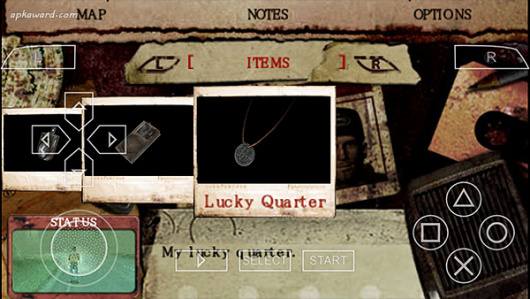 apkaward.com
MAP NOTES OPTIONS
L R
L [ ITEMS ] R
Lucky Quarter
STATUS
My lucky quarter.
SELECT START